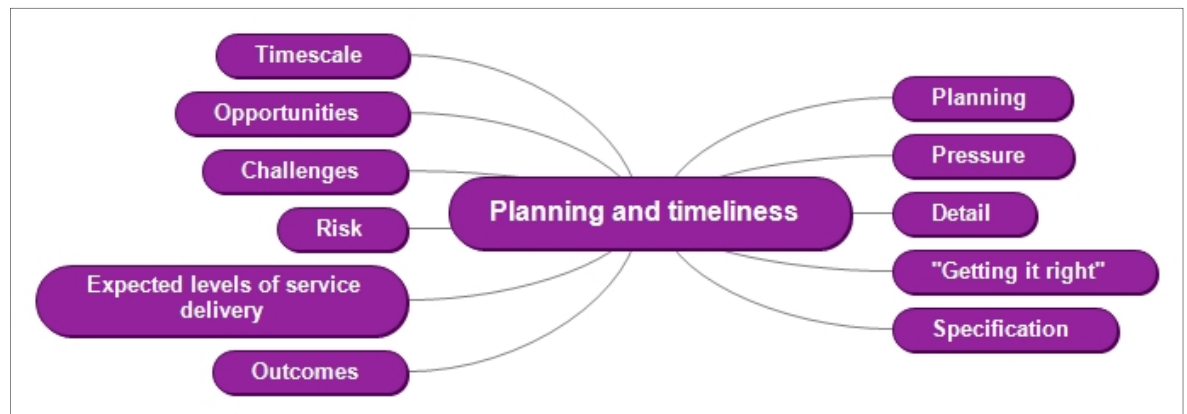 Timescale
Opportunities
Challenges
Risk
Expected levels of service
delivery
Outcomes
Planning and timeliness
Planning
Pressure
Detail
"Getting it right"
Specification